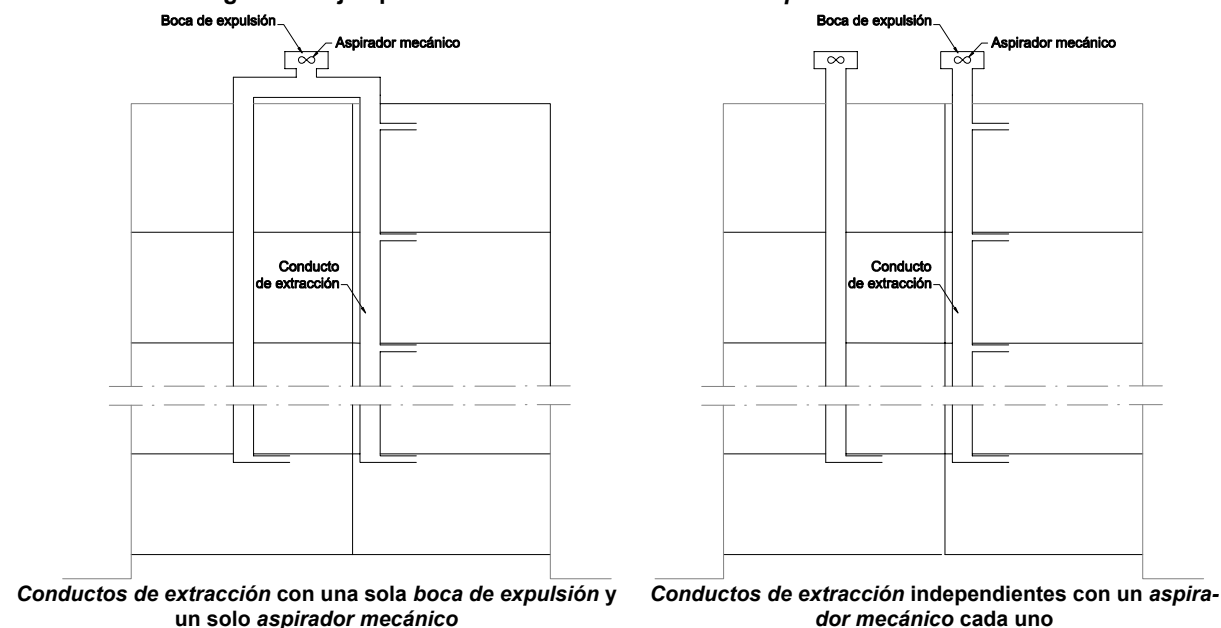 Boca de expulsión
Aspirador mecánico
Conducto
de extracción
Conductos de extracción con una sola boca de expulsión y
un solo aspirador mecánico
Boca de expulsión
Aspirador mecánico
Conducto
de extracción
Conductos de extracción independientes con un aspira-
dor mecánico cada uno